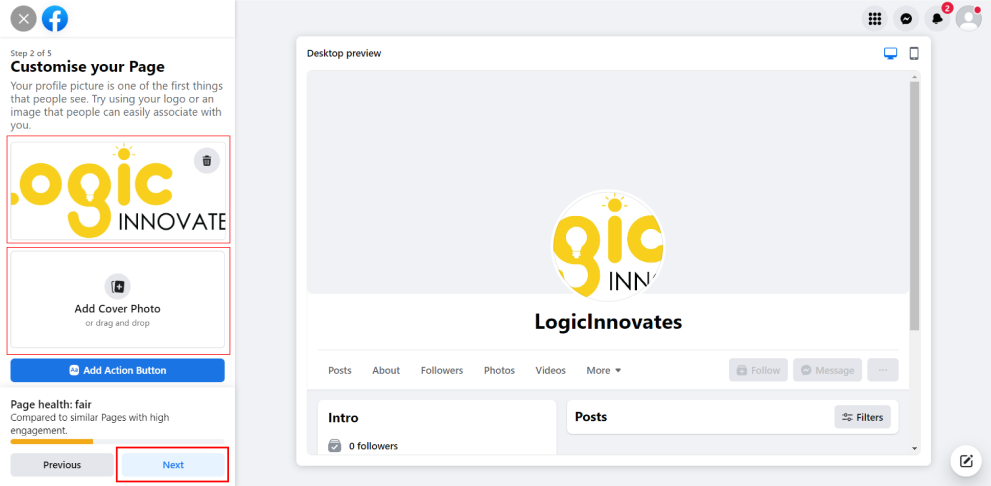 Step 2 of 5
Customise your Page
Your profile picture is one of the first things
that people see. Try using your logo or an
image that people can easily associate with
you.
ogic
INNOVATE
Add Cover Photo
or drag and drop
Add Action Button
Page health: fair
Compared to similar Pages with high
engagement.
Previous
Next
2
Desktop preview
gic
INN
LogicInnovates
Posts About Followers Photos Videos More
Follow
Message
Intro
0 followers
Posts
Filters